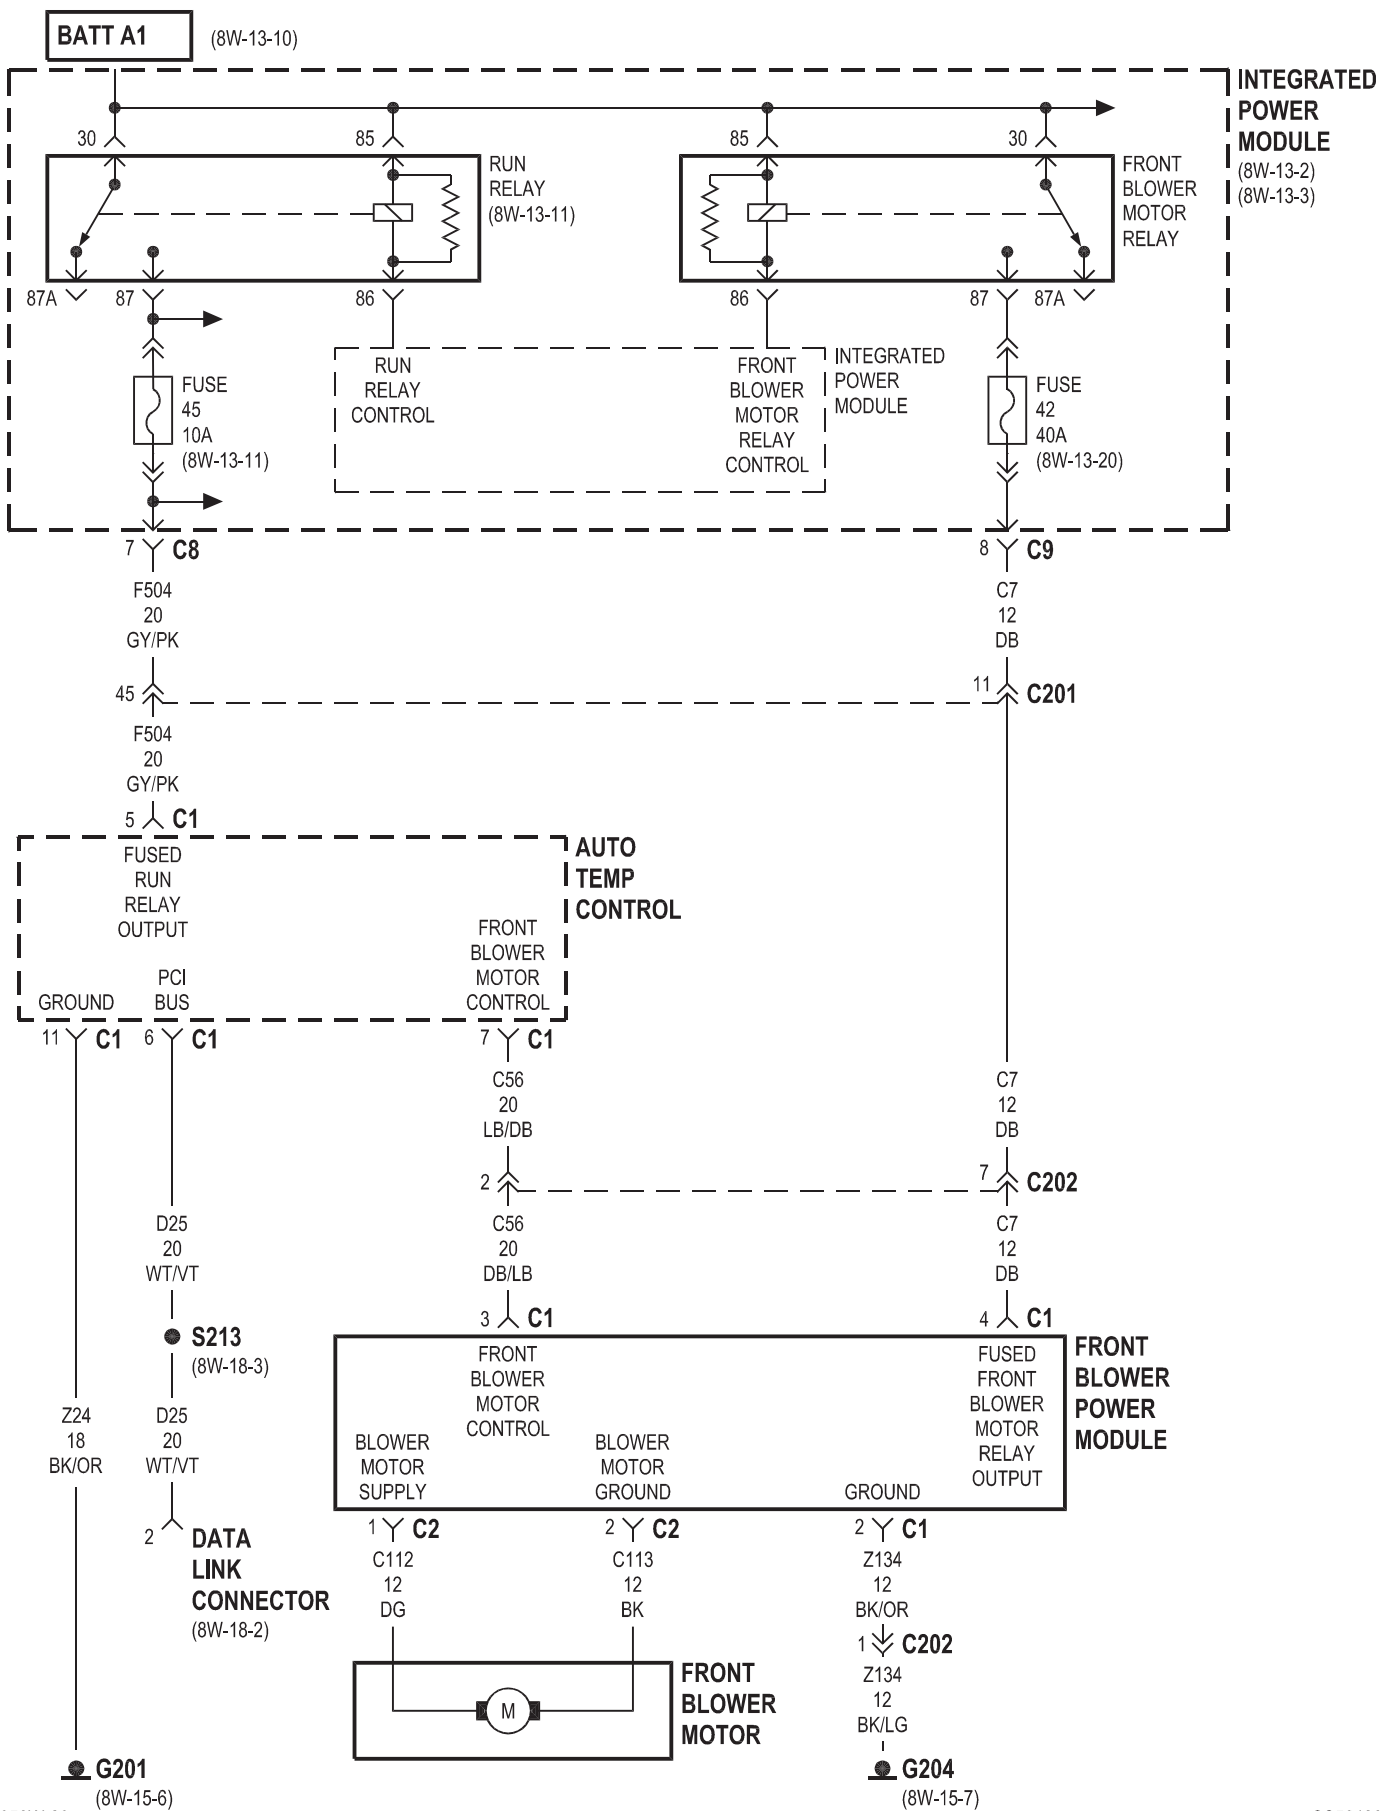 BATT A1
(8W-13-10)
INTEGRATED
POWER
MODULE
(8W-13-2)
(8W-13-3)
30
85
85
30
RUN
RELAY
(8W-13-11)
FRONT
BLOWER
MOTOR
RELAY
87A
87
86
86
87
87A
FUSE
45
10A
(8W-13-11)
RUN
RELAY
CONTROL
FRONT
BLOWER
MOTOR
RELAY
CONTROL
INTEGRATED
POWER
MODULE
FUSE
42
40A
(8W-13-20)
7
C8
8
C9
F504
20
GY/PK
C7
12
DB
45
11
C201
F504
20
GY/PK
5
C1
FUSED
RUN
RELAY
OUTPUT
AUTO
TEMP
CONTROL
GROUND
PCI
BUS
FRONT
BLOWER
MOTOR
CONTROL
11
C1
6
C1
7
C1
C56
20
LB/DB
C7
12
DB
2
7
C202
D25
20
WT/VT
C56
20
DB/LB
C7
12
DB
3
C1
4
C1
S213
(8W-18-3)
FRONT
BLOWER
MOTOR
CONTROL
FUSED
FRONT
BLOWER
MOTOR
RELAY
OUTPUT
FRONT
BLOWER
POWER
MODULE
Z24
18
BK/OR
D25
20
WT/VT
BLOWER
MOTOR
SUPPLY
BLOWER
MOTOR
GROUND
GROUND
2
DATA
LINK
CONNECTOR
(8W-18-2)
1
C2
2
C2
2
C1
C112
12
DG
C113
12
BK
Z134
12
BK/OR
1
C202
Z134
12
BK/LG
M
FRONT
BLOWER
MOTOR
G201
(8W-15-6)
G204
(8W-15-7)